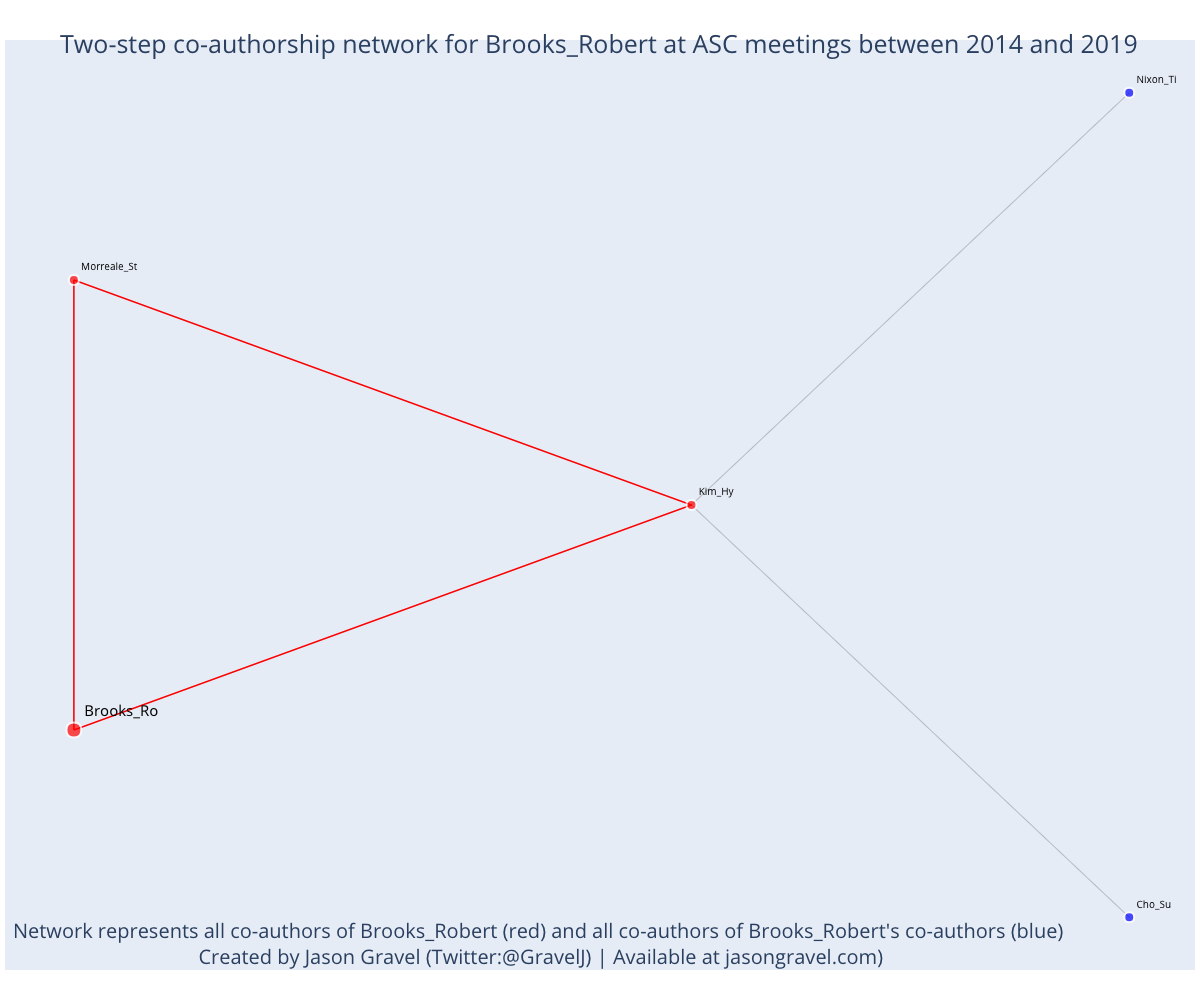 Two-step co-authorship network for Brooks_Robert at ASC meetings between 2014 and 2019
Nixon_Ti
Morreale_St
Kim_Hy
Brooks_Ro
Cho_Su
Network represents all co-authors of Brooks_Robert (red) and all co-authors of Brooks_Robert's co-authors (blue)
Created by Jason Gravel (Twitter:@GravelJ) | Available at jasongravel.com)